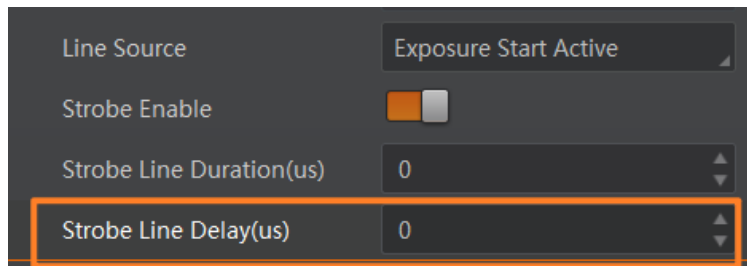 Line Source Exposure Start Active
Strobe Enable
Strobe Line Duration(us) 0
Strobe Line Delay(us) 0